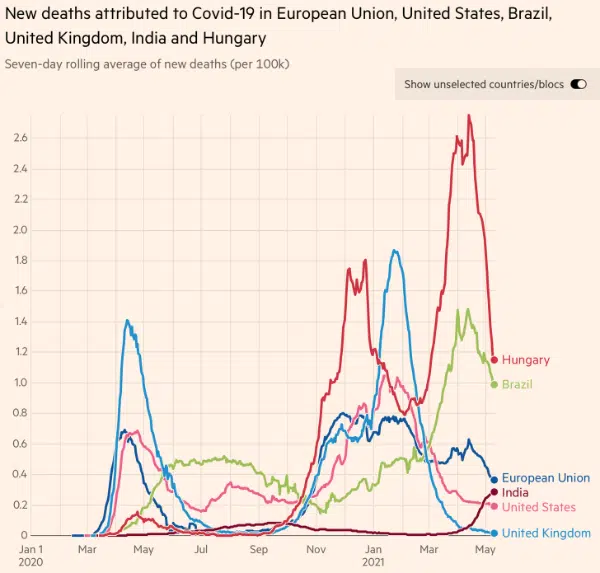 New deaths attributed to Covid-19 in European Union, United States, Brazil,
United Kingdom, India and Hungary
Seven-day rolling average of new deaths (per 100k)
Show unselected countries/blocs
2.6
2.4
2.2
2.0
1.8
1.6
1.4
1.2
1.0
0.8
0.6
0.4
0.2
0
Hungary
Brazil
European Union
India
United States
United Kingdom
Jan 1 Mar May Jul Sep Nov Jan Mar May
2020 2021